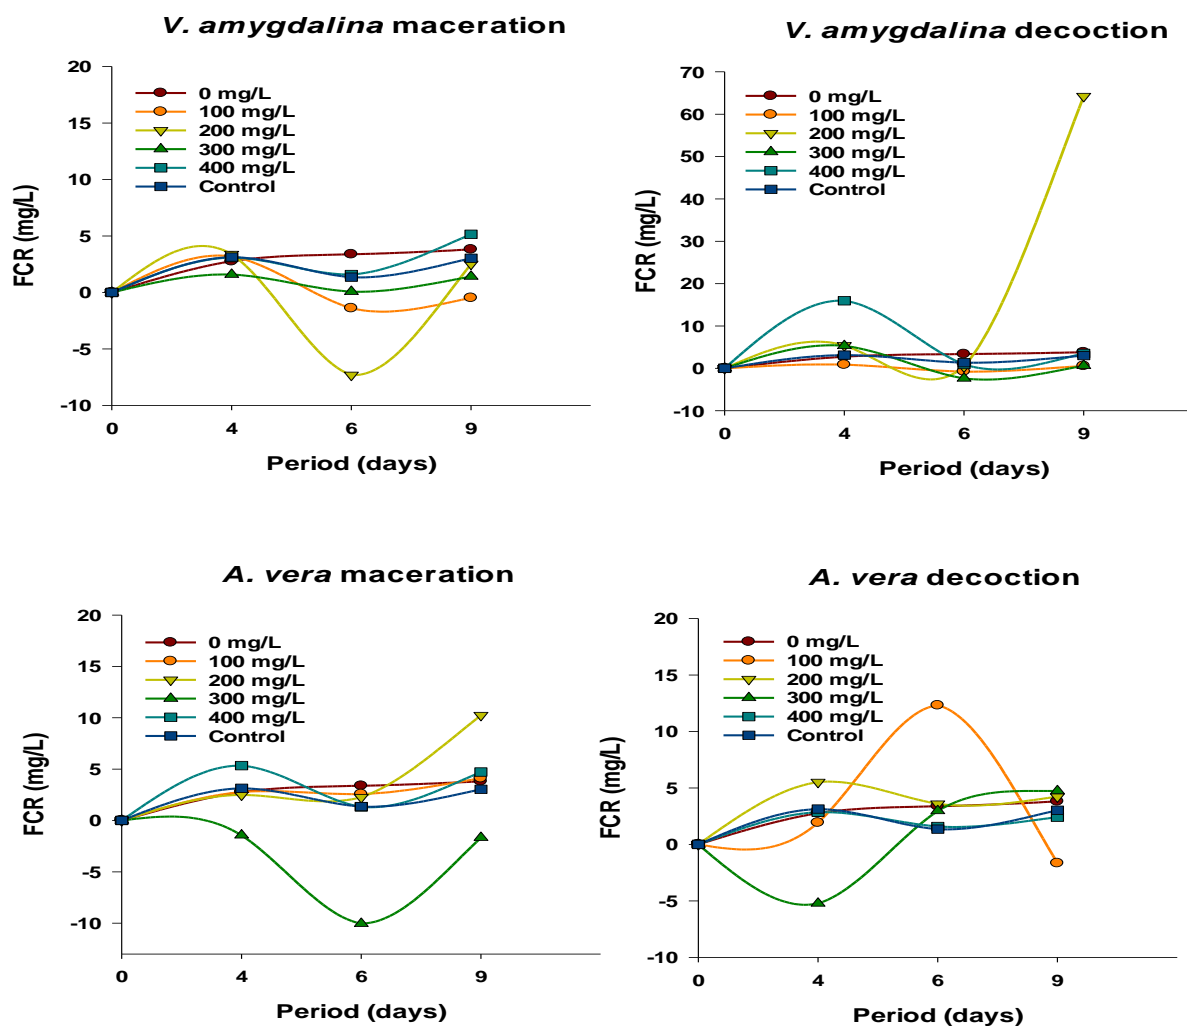 V. amygdalina maceration
20
15
10
5
0
-5
-10
FCR (mg/L)
0 mg/L
100 mg/L
200 mg/L
300 mg/L
400 mg/L
Control
0 4 6 9
Period (days)
V. amygdalina decoction
70
60
50
40
30
20
10
0
-10
FCR (mg/L)
0 mg/L
100 mg/L
200 mg/L
300 mg/L
400 mg/L
Control
0 4 6 9
Period (days)
A. vera maceration
20
15
10
5
0
-5
-10
FCR (mg/L)
0 mg/L
100 mg/L
200 mg/L
300 mg/L
400 mg/L
Control
0 4 6 9
Period (days)
A. vera decoction
20
15
10
5
0
-5
-10
FCR (mg/L)
0 mg/L
100 mg/L
200 mg/L
300 mg/L
400 mg/L
Control
0 4 6 9
Period (days)